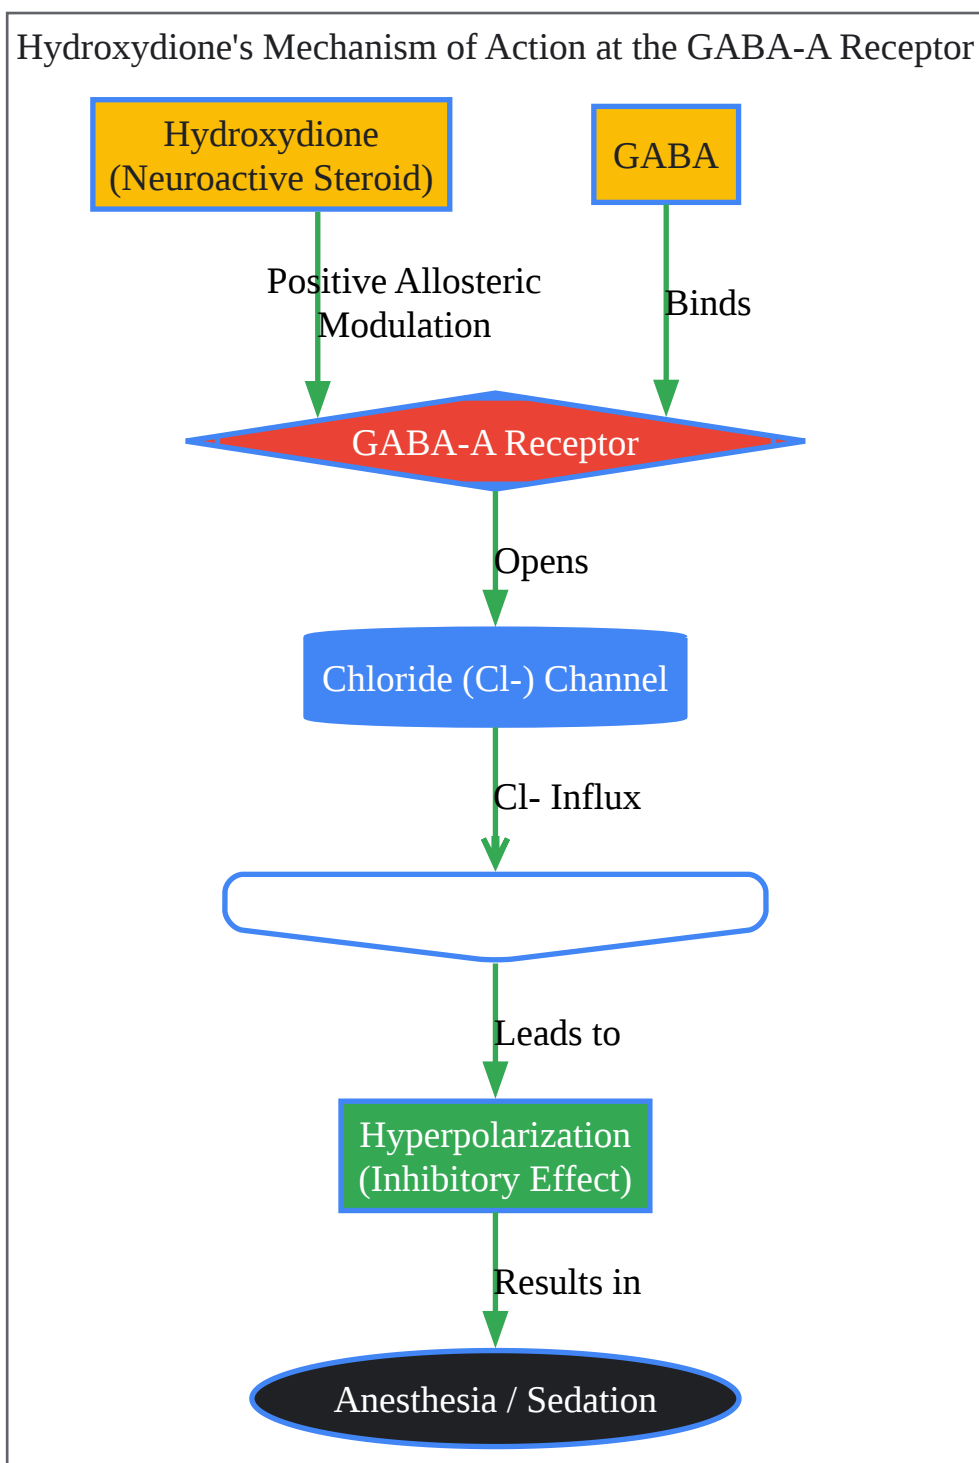 Hydroxydione's Mechanism of Action at the GABA-A Receptor
Hydroxydione
(Neuroactive Steroid)
GABA
Positive Allosteric
Modulation
Binds
GABA-A Receptor
Opens
Chloride (Cl-) Channel
Cl- Influx
Leads to
Hyperpolarization
(Inhibitory Effect)
Results in
Anesthesia / Sedation